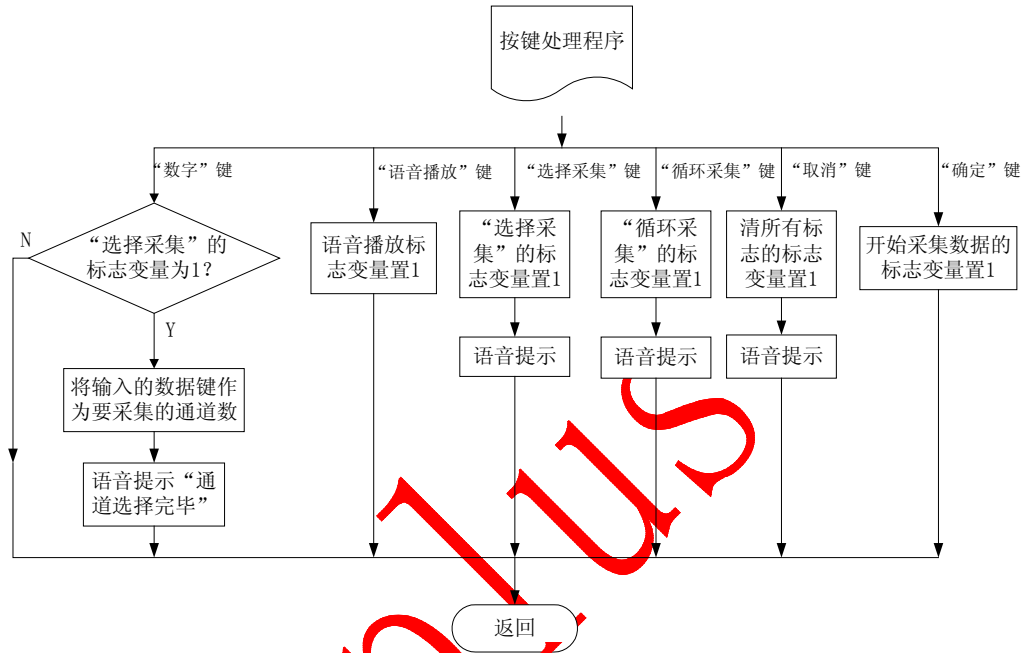 按键处理程序
“数字”键
“语音播放”键
“选择采集”键
“循环采集”键
“取消”键
“确定”键
N
“选择采集”的
标志变量为1?
Y
将输入的数据键作
为要采集的通道数
语音提示“通
道选择完毕”
语音播放标
志变量置1
“选择采
集”的标
志变量置1
语音提示
“循环采
集”的标
志变量置1
语音提示
清所有标
志的标志
变量置1
语音提示
开始采集数据的
标志变量置1
返回
plus